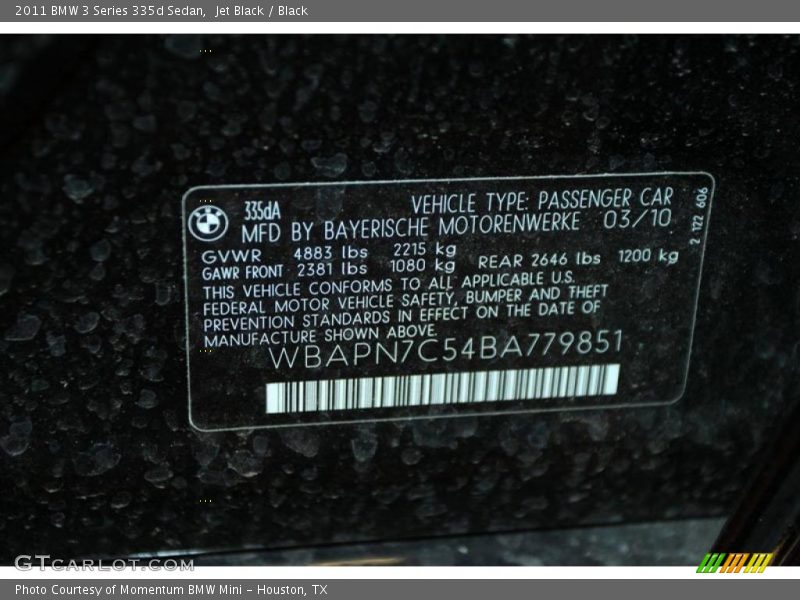 2011 BMW 3 Series 335d Sedan,  Jet Black / Black
335dA
VEHICLE TYPE: PASSENGER CAR
MFD BY BAYERISCHE MOTORENWERKE 03/10
GVWR 4883 lbs 2215 kg
GAWR FRONT 2381 lbs 1080 kg REAR 2646 lbs 1200 kg
THIS VEHICLE CONFORMS TO ALL APPLICABLE U.S.
FEDERAL MOTOR VEHICLE SAFETY, BUMPER AND THEFT
PREVENTION STANDARDS IN EFFECT ON THE DATE OF
MANUFACTURE SHOWN ABOVE.
WBAPN7C54BA779851
2 122 606
GTCARLOT.COM
Photo Courtesy of Momentum BMW Mini - Houston, TX